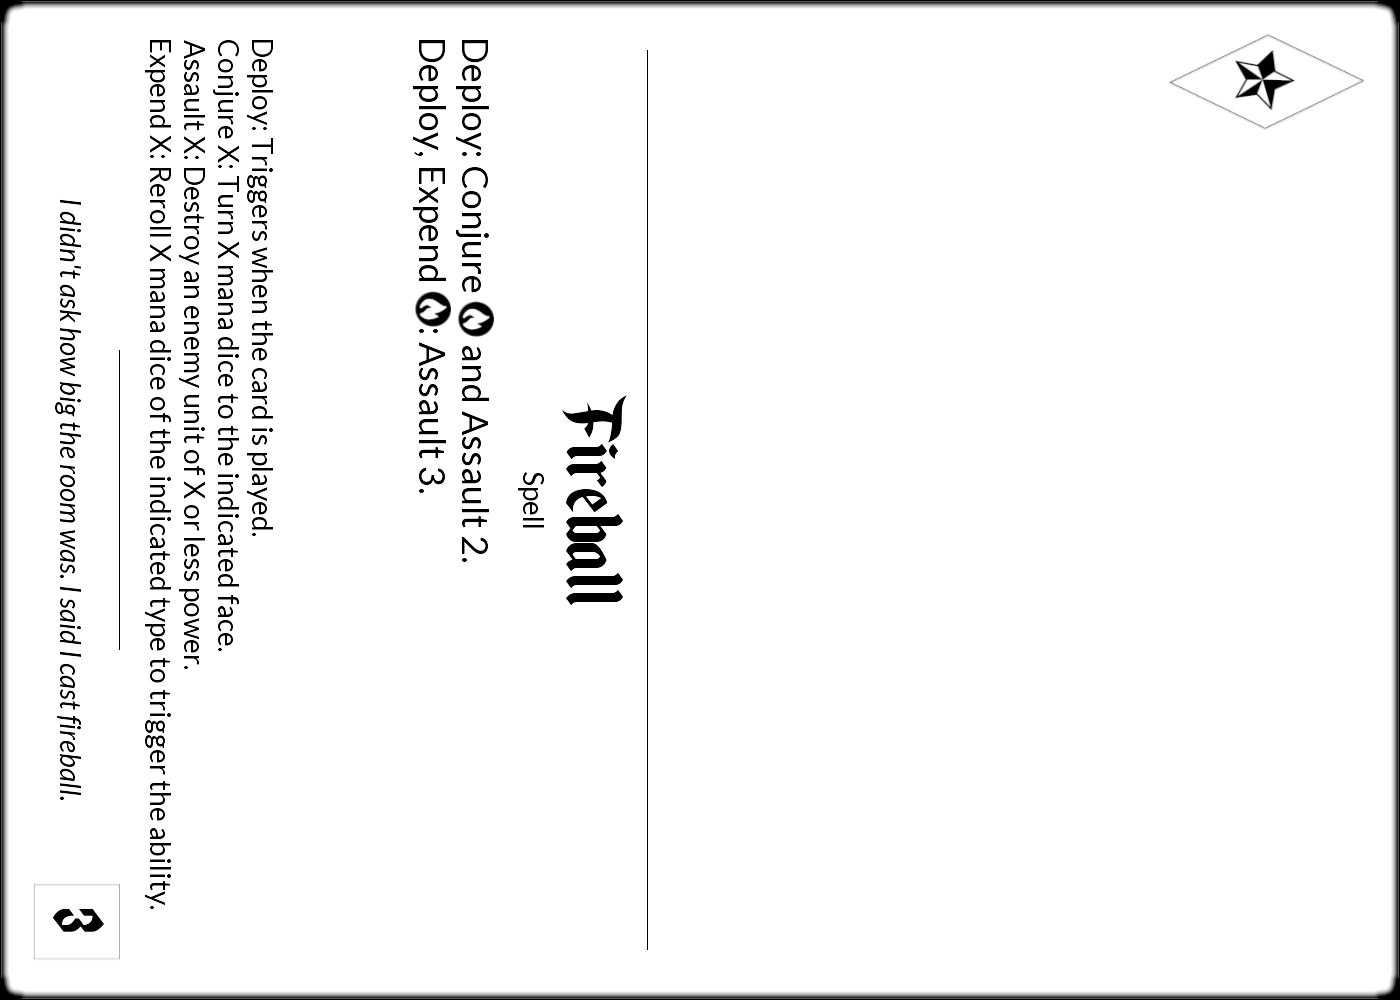 Fireball
Spell
Deploy: Conjure and Assault 2.
Deploy, Expend : Assault 3.
Deploy: Triggers when the card is played.
Conjure X: Turn X mana dice to the indicated face.
Assault X: Destroy an enemy unit of X or less power.
Expend X: Reroll X mana dice of the indicated type to trigger the ability.
I didn't ask how big the room was. I said I cast fireball.
3